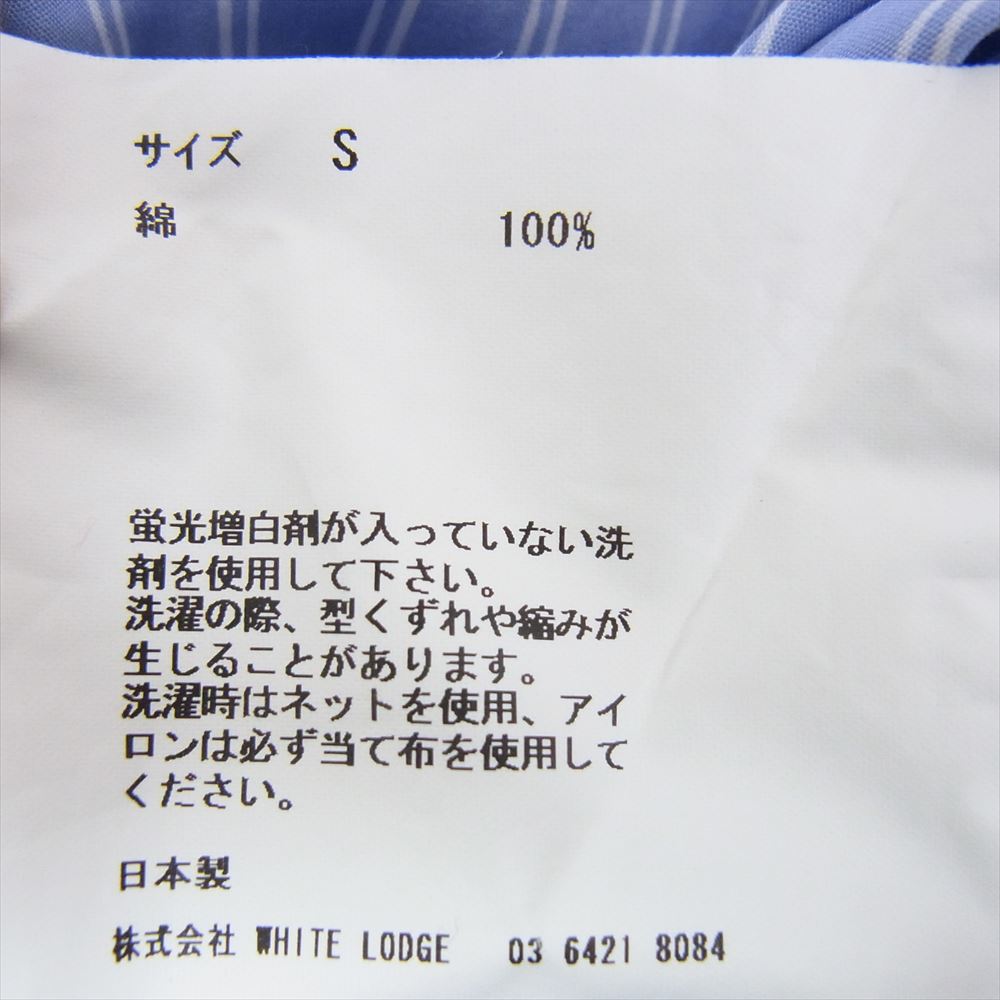 サイズ S
綿 100%
蛍光増白剤が入っていない洗
剤を使用して下さい。
洗濯の際、型くずれや縮みが
生じることがあります。
洗濯時はネットを使用、アイ
ロンは必ず当て布を使用して
ください。
日本製
株式会社 WHITE LODGE 03 6421 8084